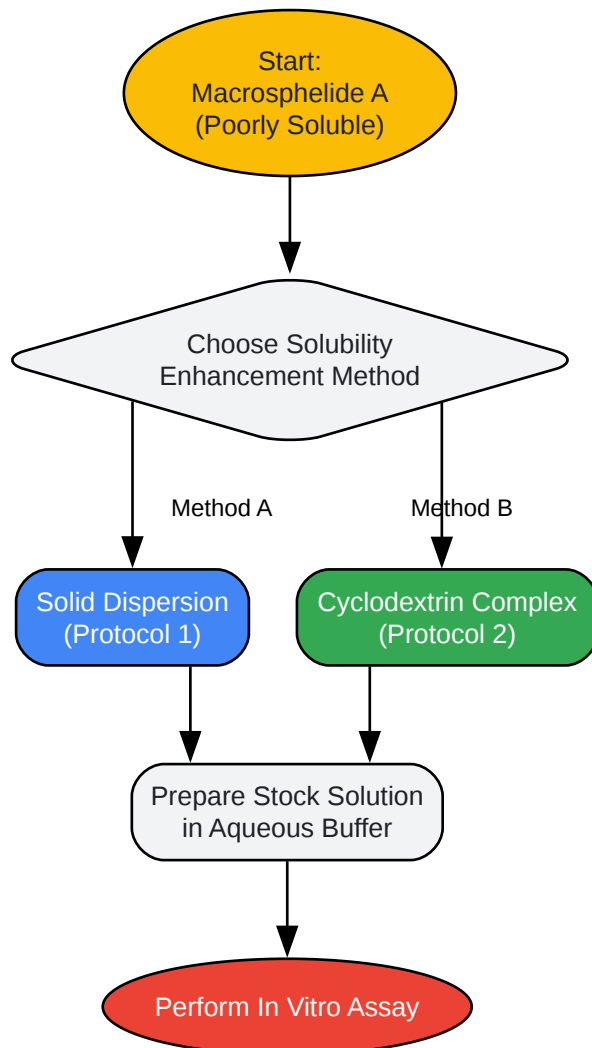 Start:
Macrosphelide A
(Poorly Soluble)
Choose Solubility
Enhancement Method
Method A
Method B
Solid Dispersion
(Protocol 1)
Cyclodextrin Complex
(Protocol 2)
Prepare Stock Solution
in Aqueous Buffer
Perform In Vitro Assay